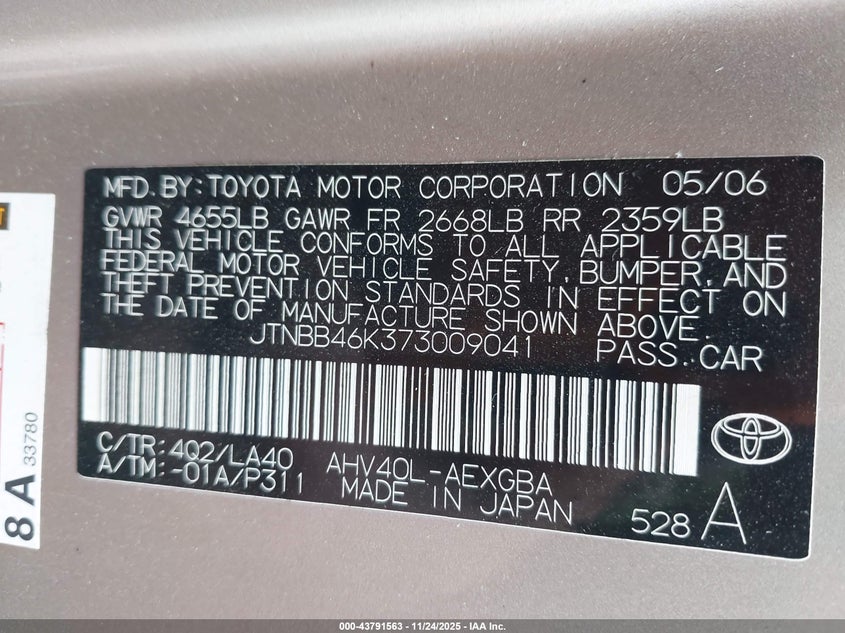 MFD. BY: TOYOTA MOTOR CORPORATION 05/06
GVWR 4655LB GAWR FR 2668LB RR 2359LB
THIS VEHICLE CONFORMS TO ALL APPLICABLE
FEDERAL MOTOR VEHICLE SAFETY, BUMPER, AND
THEFT PREVENTION STANDARDS IN EFFECT ON
THE DATE OF MANUFACTURE SHOWN ABOVE.
JTNBB46K373009041 PASS. CAR
C/TR: 4Q2/LA40 AHV40L-AEXGBA
A/TM: -01A/P311 MADE IN JAPAN
528 A
8 A 33780
000-43791563 — 11/24/2025 — IAA Inc.